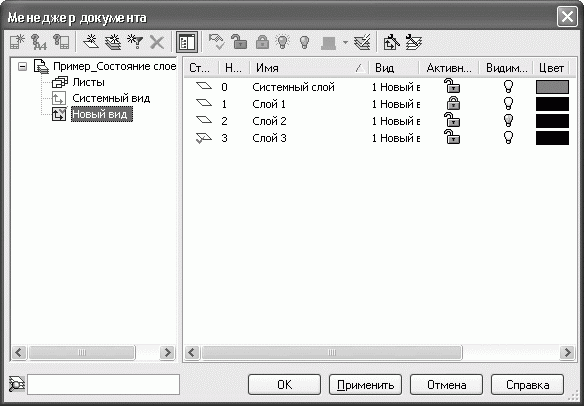 Менеджер документа
Пример_Состояние слое
Листы
Системный вид
Новый вид
Ст... Н... Имя Вид Активн... Видим... Цвет
0 Системный слой 1 Новый в
1 Слой 1 1 Новый в
2 Слой 2 1 Новый в
3 Слой 3 1 Новый в
OK Применить Отмена Справка